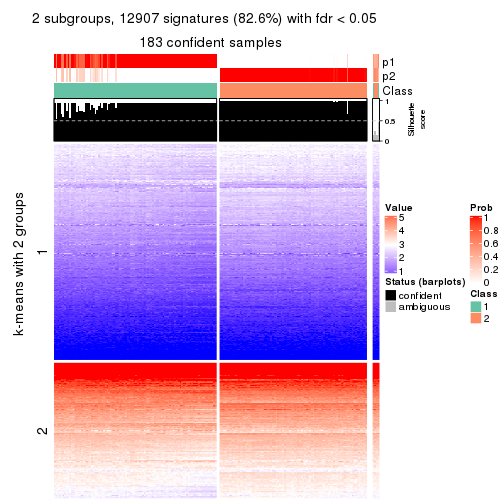 2 subgroups, 12907 signatures (82.6%) with fdr < 0.05
183 confident samples
p1
p2
Class
1
0.5
0
Silhouette
score
k-means with 2 groups
1
2
Value
5
4
3
2
1
Status (barplots)
confident
ambiguous
Prob
1
0.8
0.6
0.4
0.2
0
Class
1
2